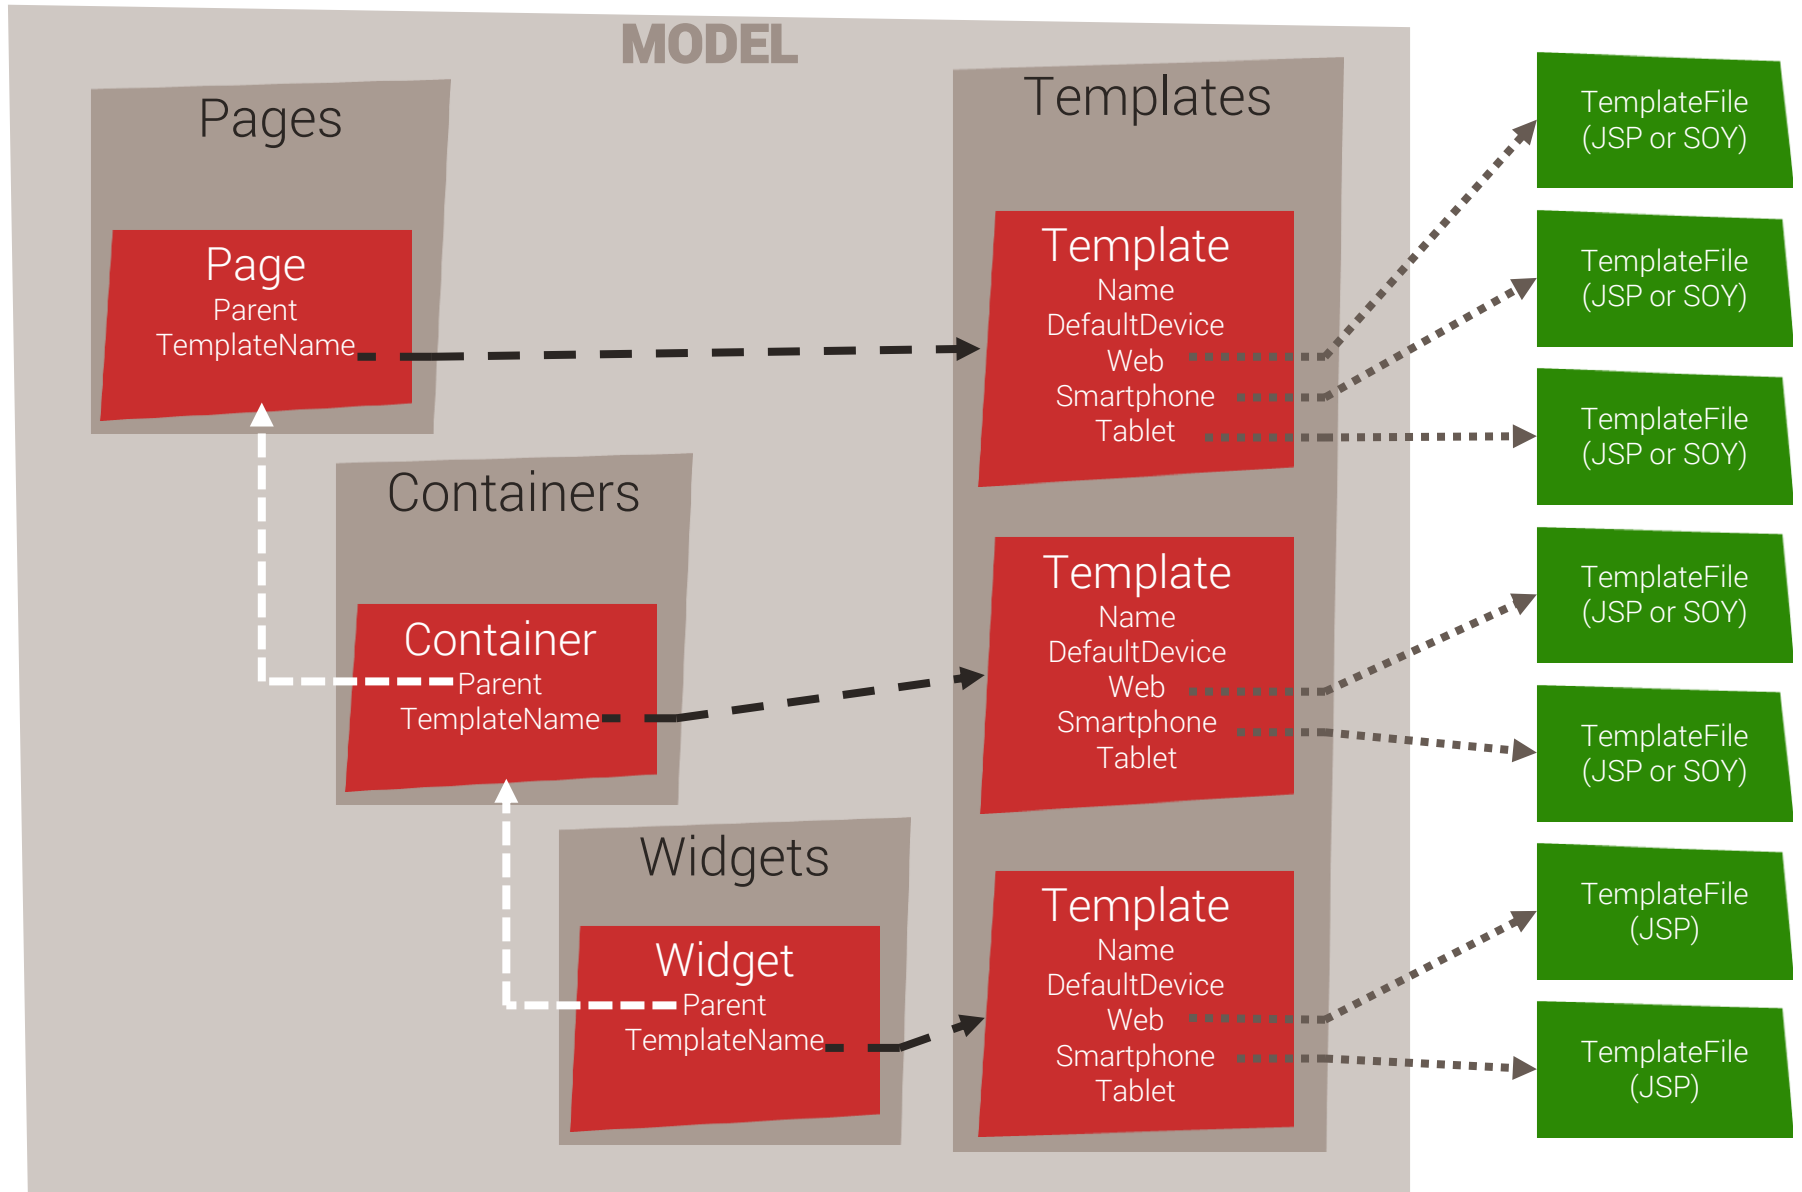 MODEL
Pages
Page
Parent
TemplateName
Containers
Container
Parent
TemplateName
Widgets
Widget
Parent
TemplateName
Templates
Template
Name
DefaultDevice
Web
Smartphone
Tablet
Template
Name
DefaultDevice
Web
Smartphone
Tablet
Template
Name
DefaultDevice
Web
Smartphone
Tablet
TemplateFile
(JSP or SOY)
TemplateFile
(JSP or SOY)
TemplateFile
(JSP or SOY)
TemplateFile
(JSP or SOY)
TemplateFile
(JSP or SOY)
TemplateFile
(JSP)
TemplateFile
(JSP)